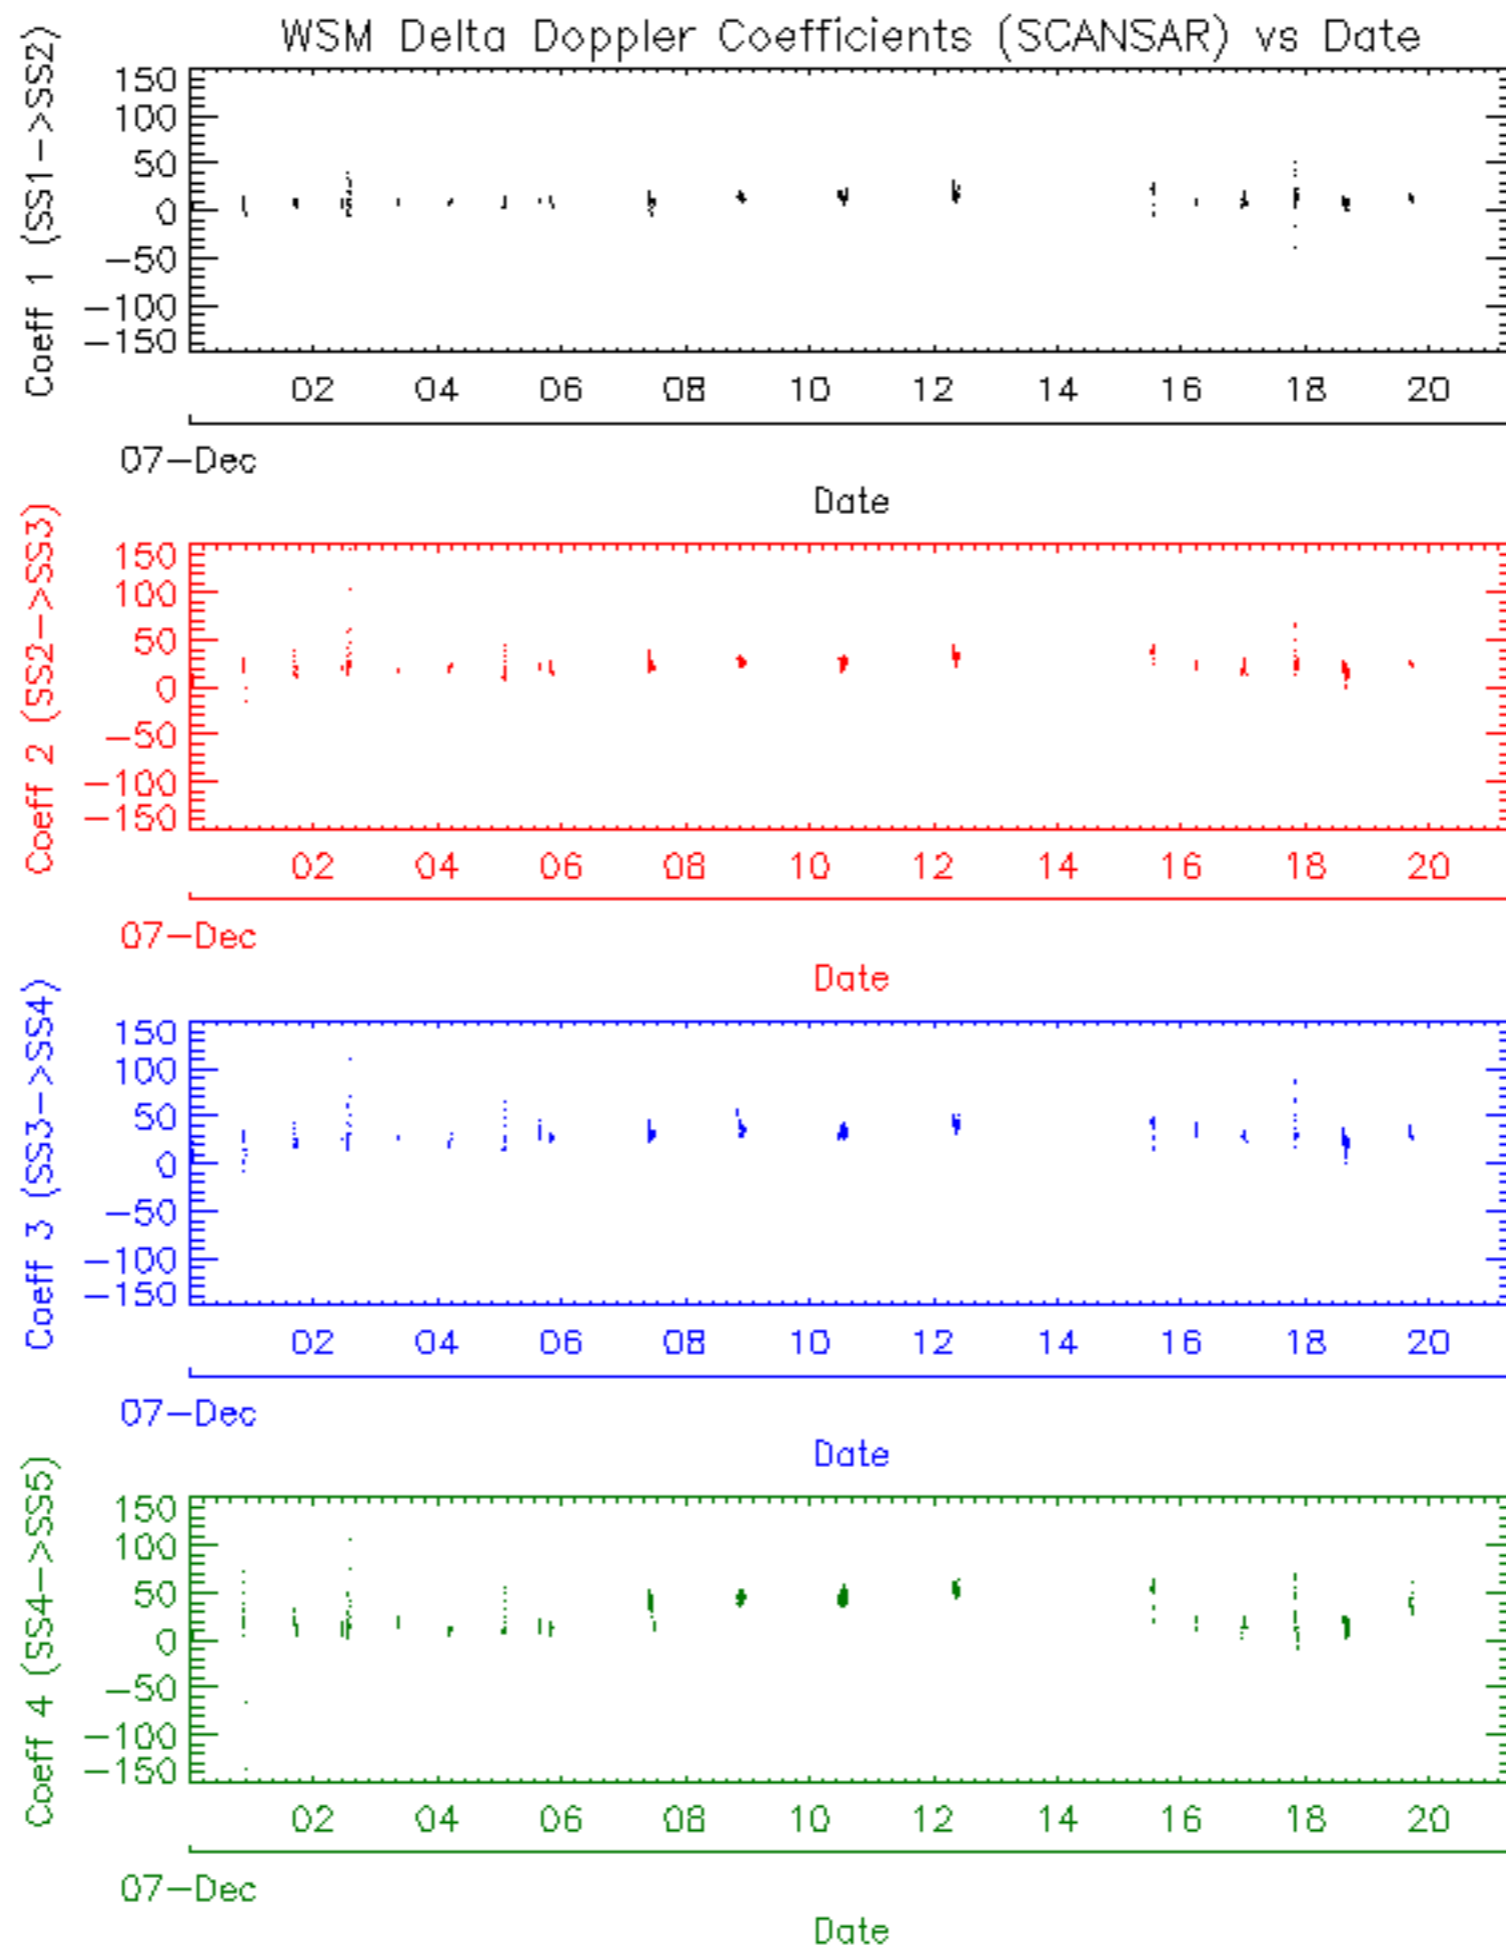 WSM Delta Doppler Coefficients (SCANSAR) vs Date
Coeff 1 (SS1->SS2)
150
100
50
0
-50
-100
-150
02 04 06 08 10 12 14 16 18 20
07-Dec
Date
Coeff 2 (SS2->SS3)
150
100
50
0
-50
-100
-150
02 04 06 08 10 12 14 16 18 20
07-Dec
Date
Coeff 3 (SS3->SS4)
150
100
50
0
-50
-100
-150
02 04 06 08 10 12 14 16 18 20
07-Dec
Date
Coeff 4 (SS4->SS5)
150
100
50
0
-50
-100
-150
02 04 06 08 10 12 14 16 18 20
07-Dec
Date